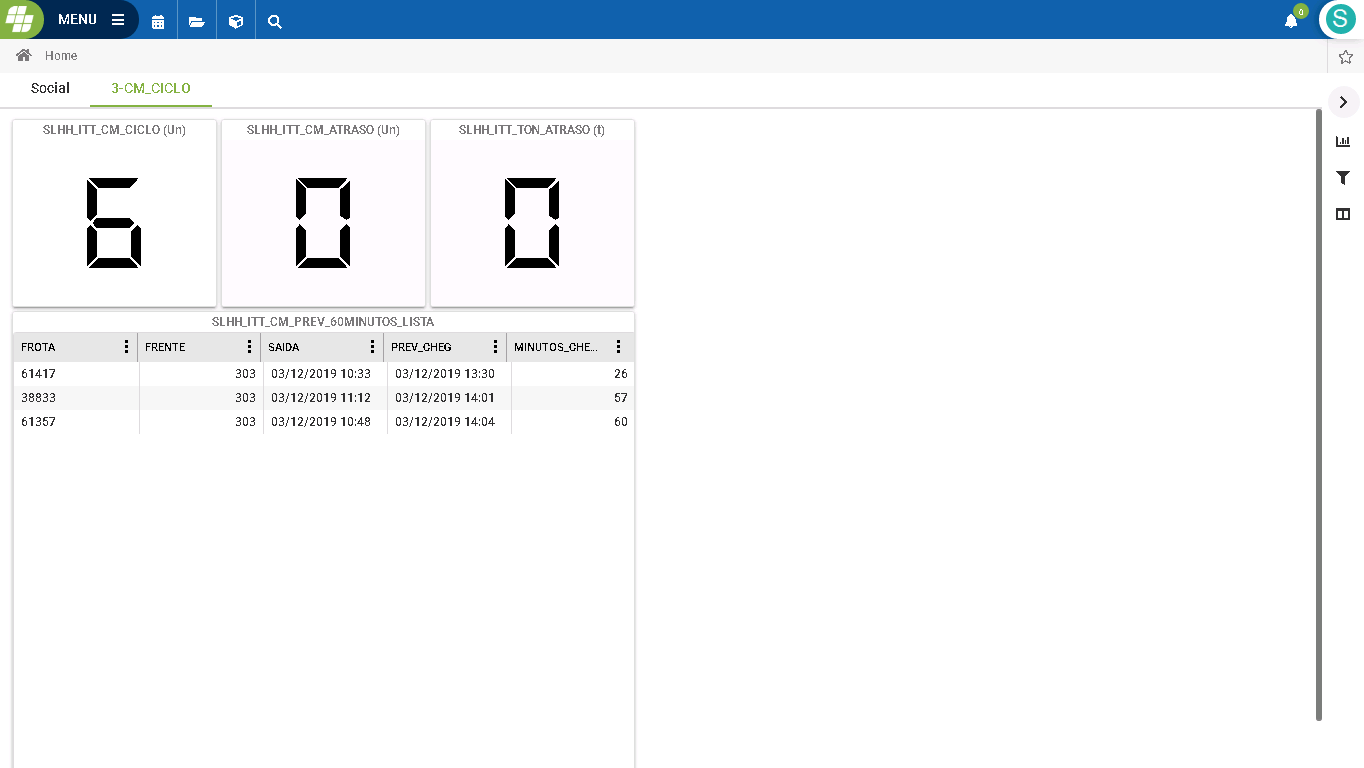 MENU
0
S
Home
Social
3-CM_CICLO
SLHH_ITT_CM_CICLO (Un)
SLHH_ITT_CM_ATRASO (Un)
SLHH_ITT_TON_ATRASO (t)
6
0
0
SLHH_ITT_CM_PREV_60MINUTOS_LISTA
FROTA FRENTE SAIDA PREV_CHEG MINUTOS_CHE...
61417 303 03/12/2019 10:33 03/12/2019 13:30 26
38833 303 03/12/2019 11:12 03/12/2019 14:01 57
61357 303 03/12/2019 10:48 03/12/2019 14:04 60